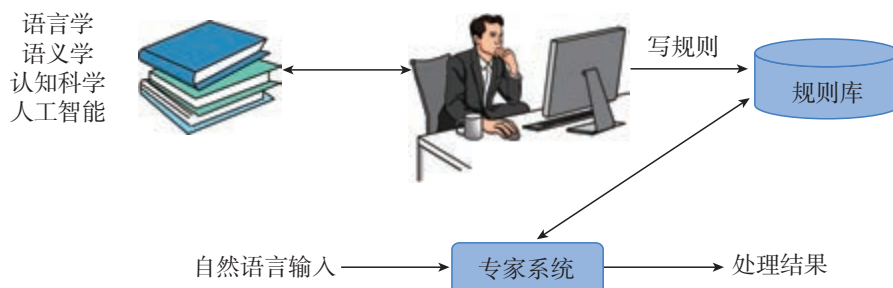 语言学
语义学
认知科学
人工智能
写规则
规则库
自然语言输入
专家系统
处理结果